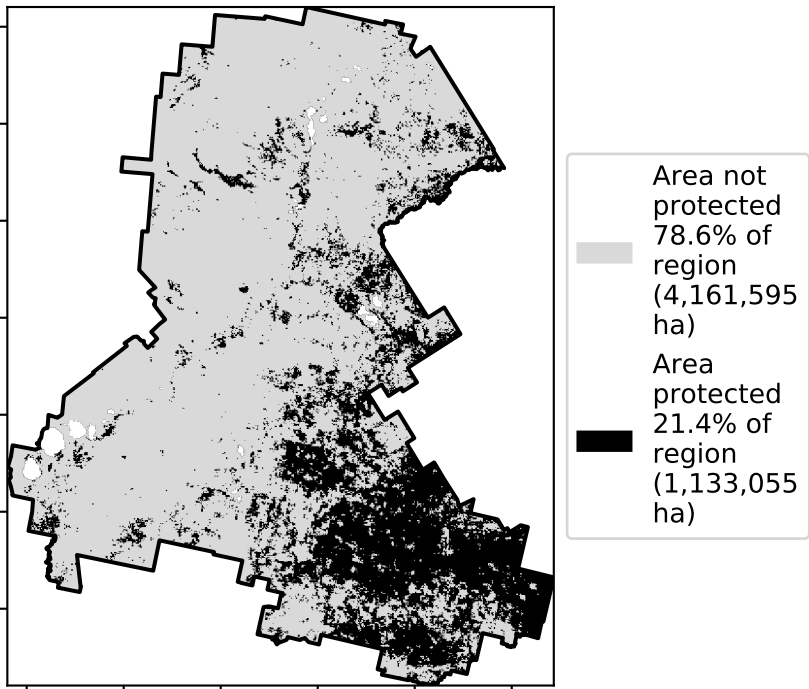 Area not
protected
78.6% of
region
(4,161,595
ha)
Area
protected
21.4% of
region
(1,133,055
ha)